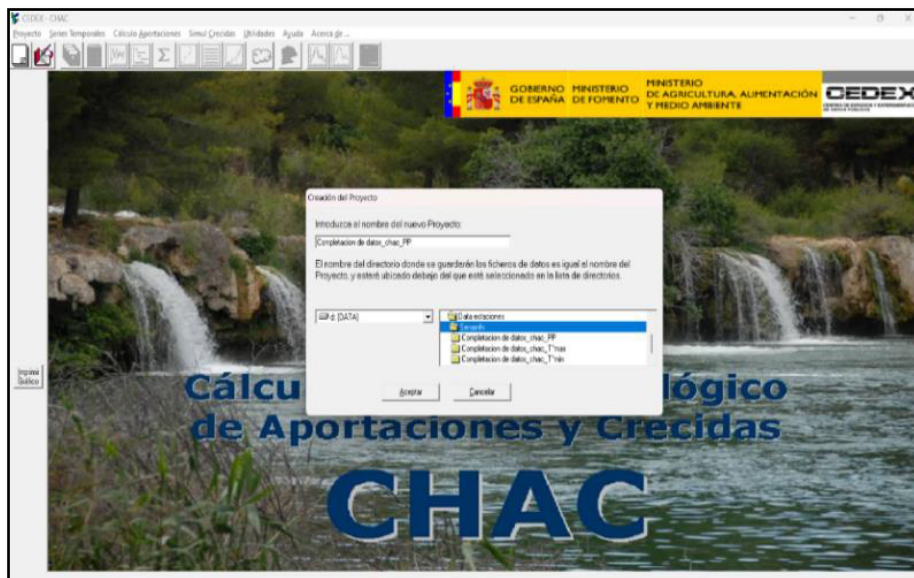 CEDEX - CHAC
Proyecto Series Temporales Cálculo Aportaciones Simul Crecidas Utilidades Ayuda Acerca de ...
GOBIERNO DE ESPAÑA
MINISTERIO DE FOMENTO
MINISTERIO DE AGRICULTURA, ALIMENTACIÓN Y MEDIO AMBIENTE
CEDEX
Creación del Proyecto
Introduzca el nombre del nuevo Proyecto:
Completacion de datos_chac_PP
El nombre del directorio donde se guardarán los ficheros de datos es igual el nombre del
Proyecto, y estará ubicado debajo del que esté seleccionado en la lista de directorios.
d: [DATA]
Data estaciones
Senamhi
Completacion de datos_chac_PP
Completacion de datos_chac_T°max
Completacion de datos_chac_T°mín
Aceptar
Cancelar
Imprimir
Gráfico
Cálcu
lógico
de Aportaciones y Crecidas
CHAC